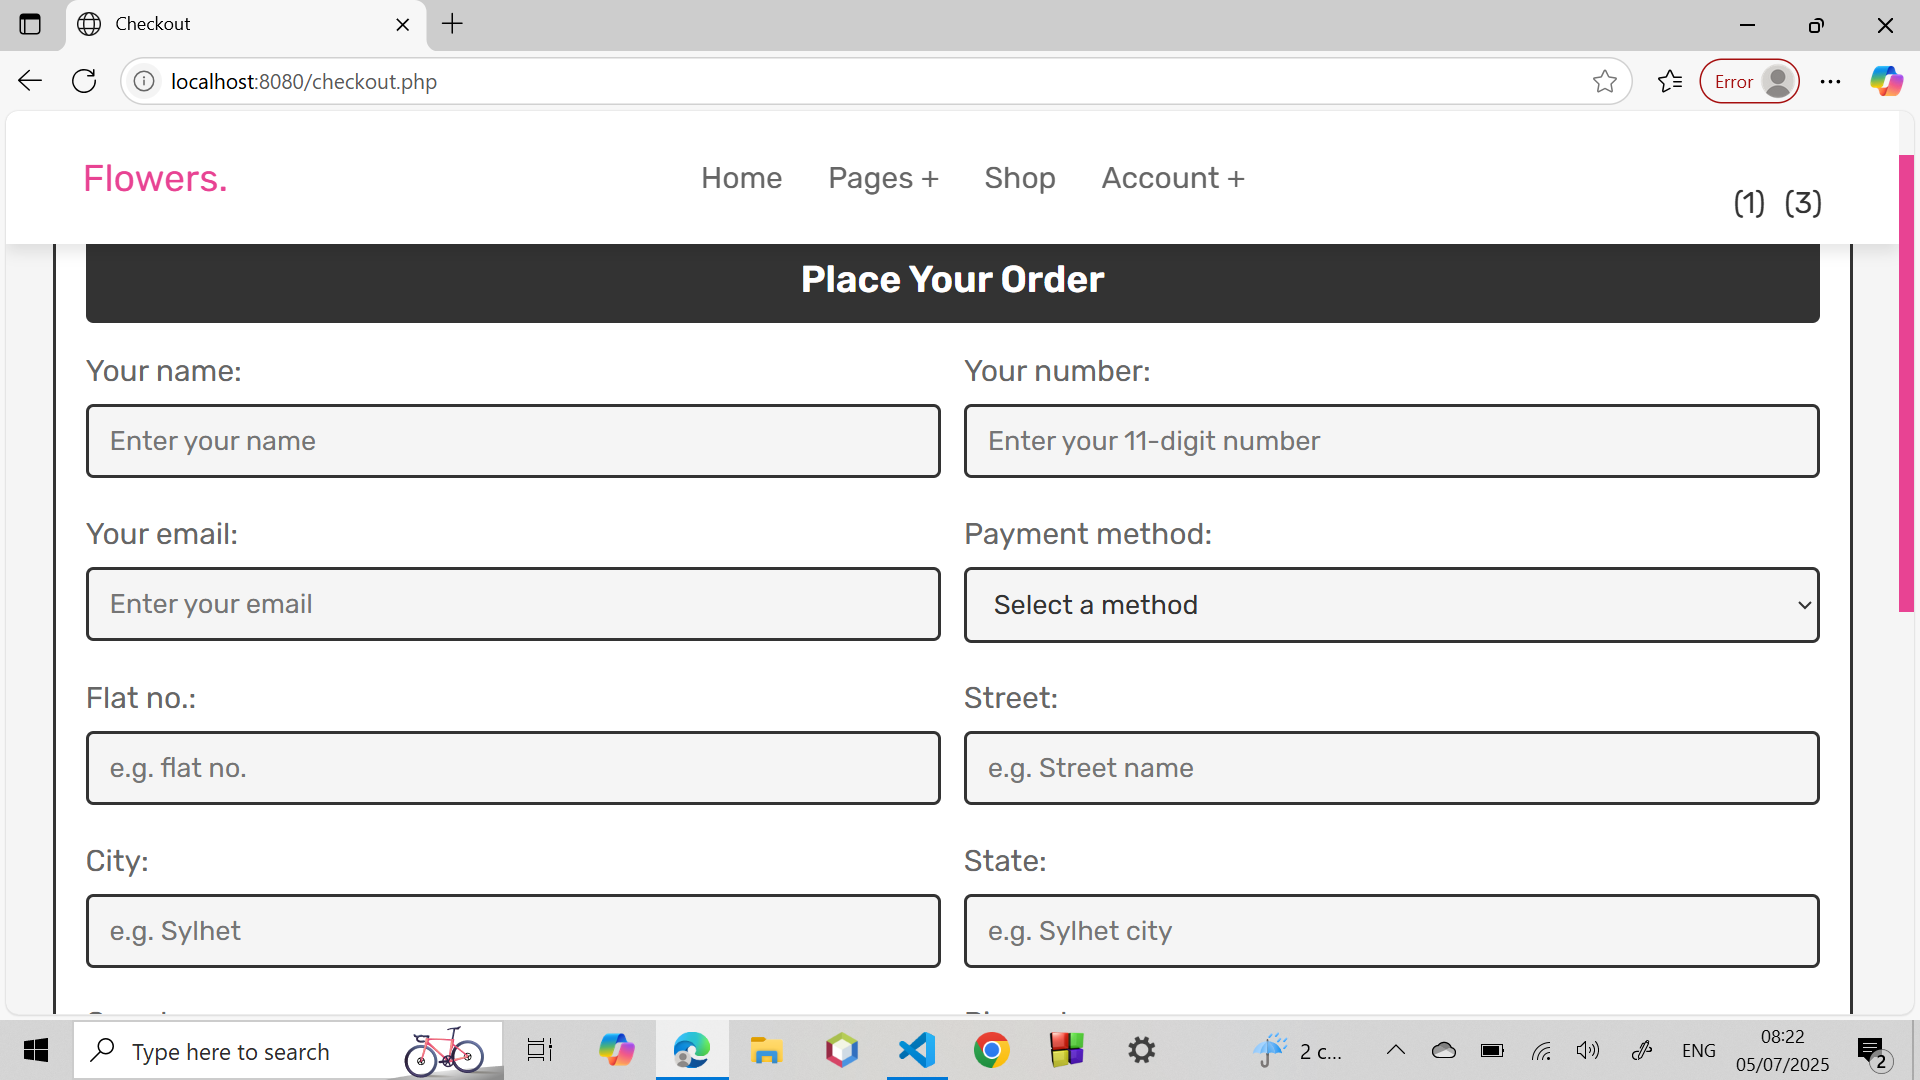 Checkout
localhost:8080/checkout.php
Error
Flowers.
Home Pages + Shop Account +
(1) (3)
Place Your Order
Your name: Your number:
Enter your name Enter your 11-digit number
Your email: Payment method:
Enter your email Select a method
Flat no.: Street:
e.g. flat no. e.g. Street name
City: State:
e.g. Sylhet e.g. Sylhet city
Type here to search
2 c...
ENG
08:22
05/07/2025
2